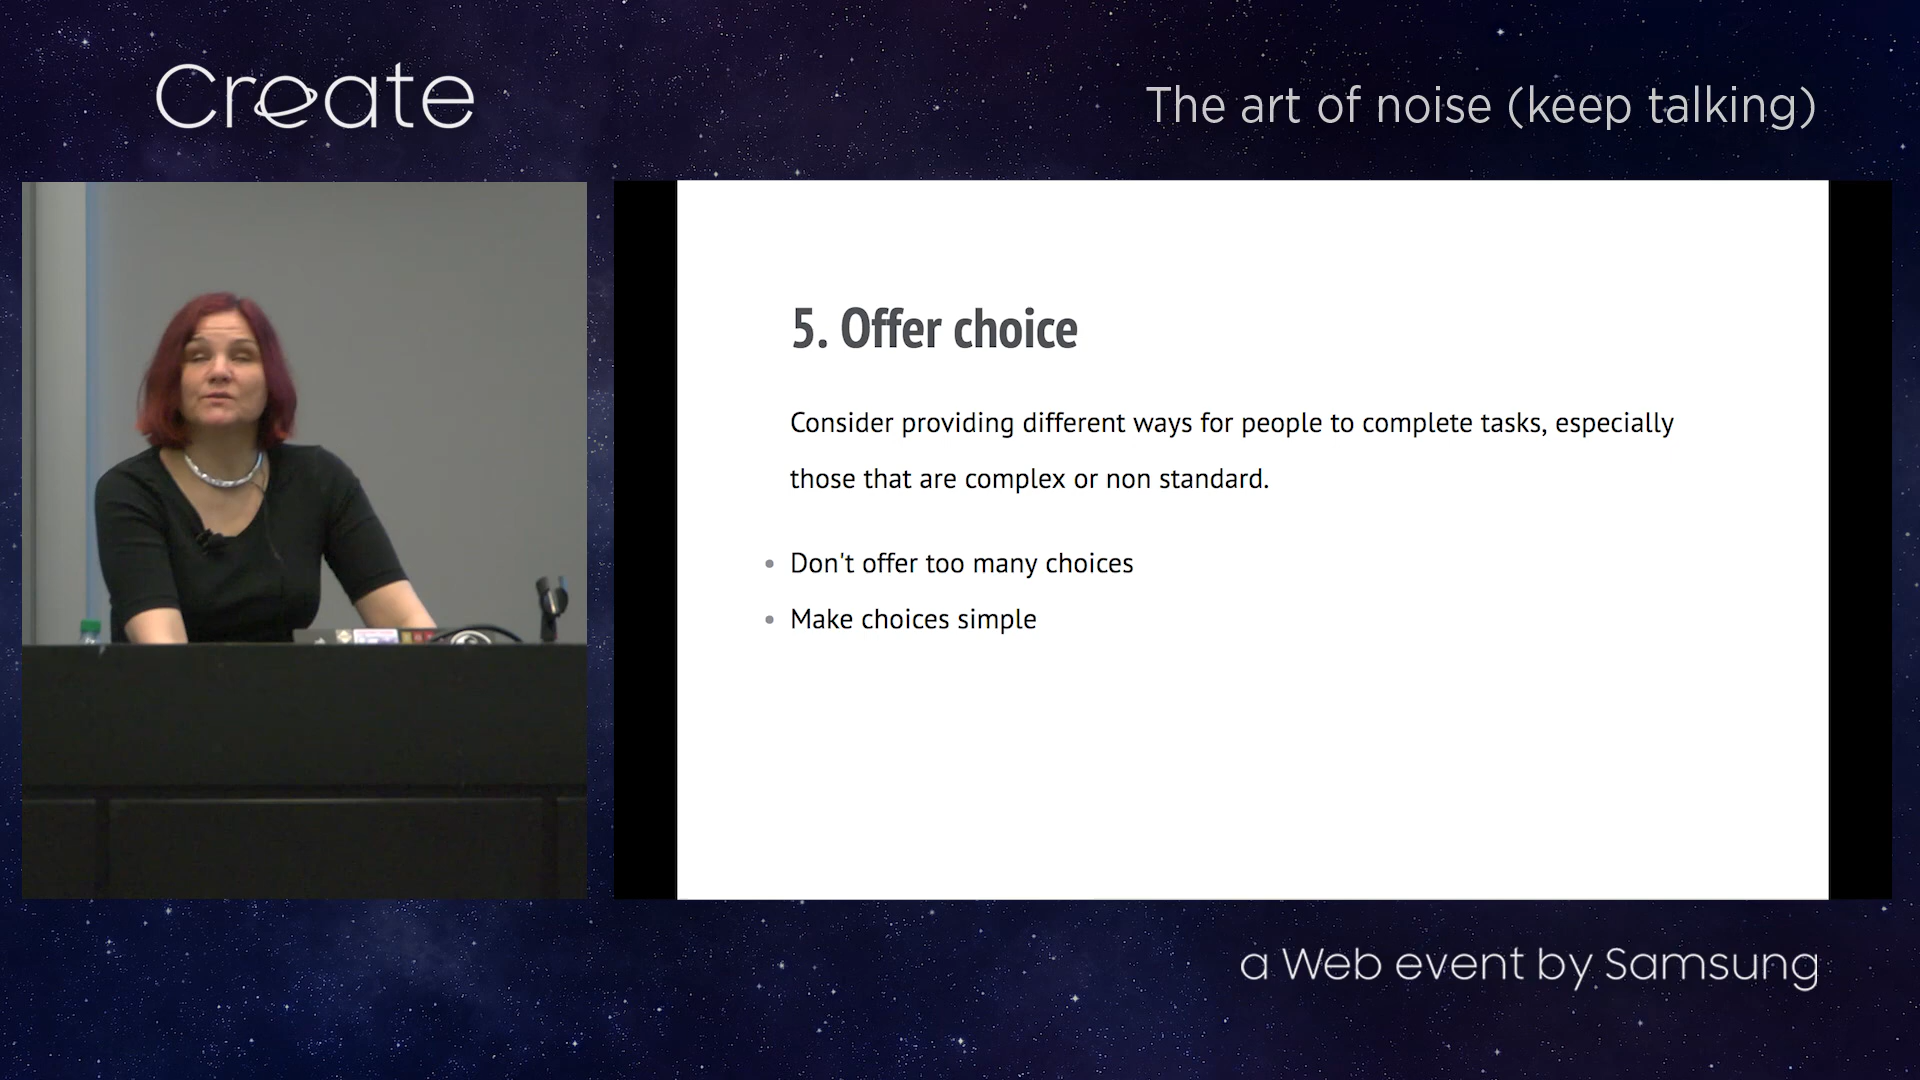 Create
The art of noise (keep talking)
5. Offer choice
Consider providing different ways for people to complete tasks, especially
those that are complex or non standard.
• Don't offer too many choices
• Make choices simple
a Web event by Samsung